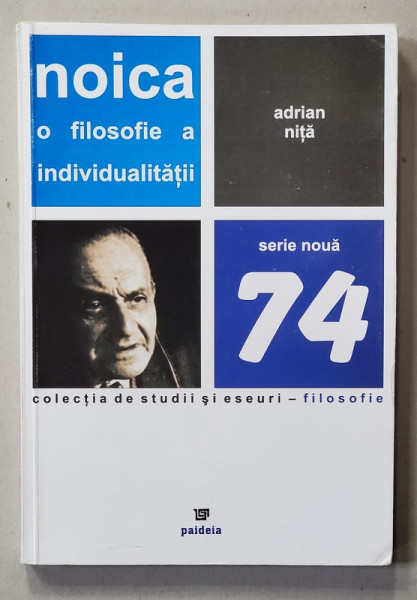 noica
o filosofie a
individualității
adrian
niță
serie nouă
74
colecția de studii și eseuri – filosofie
paideia